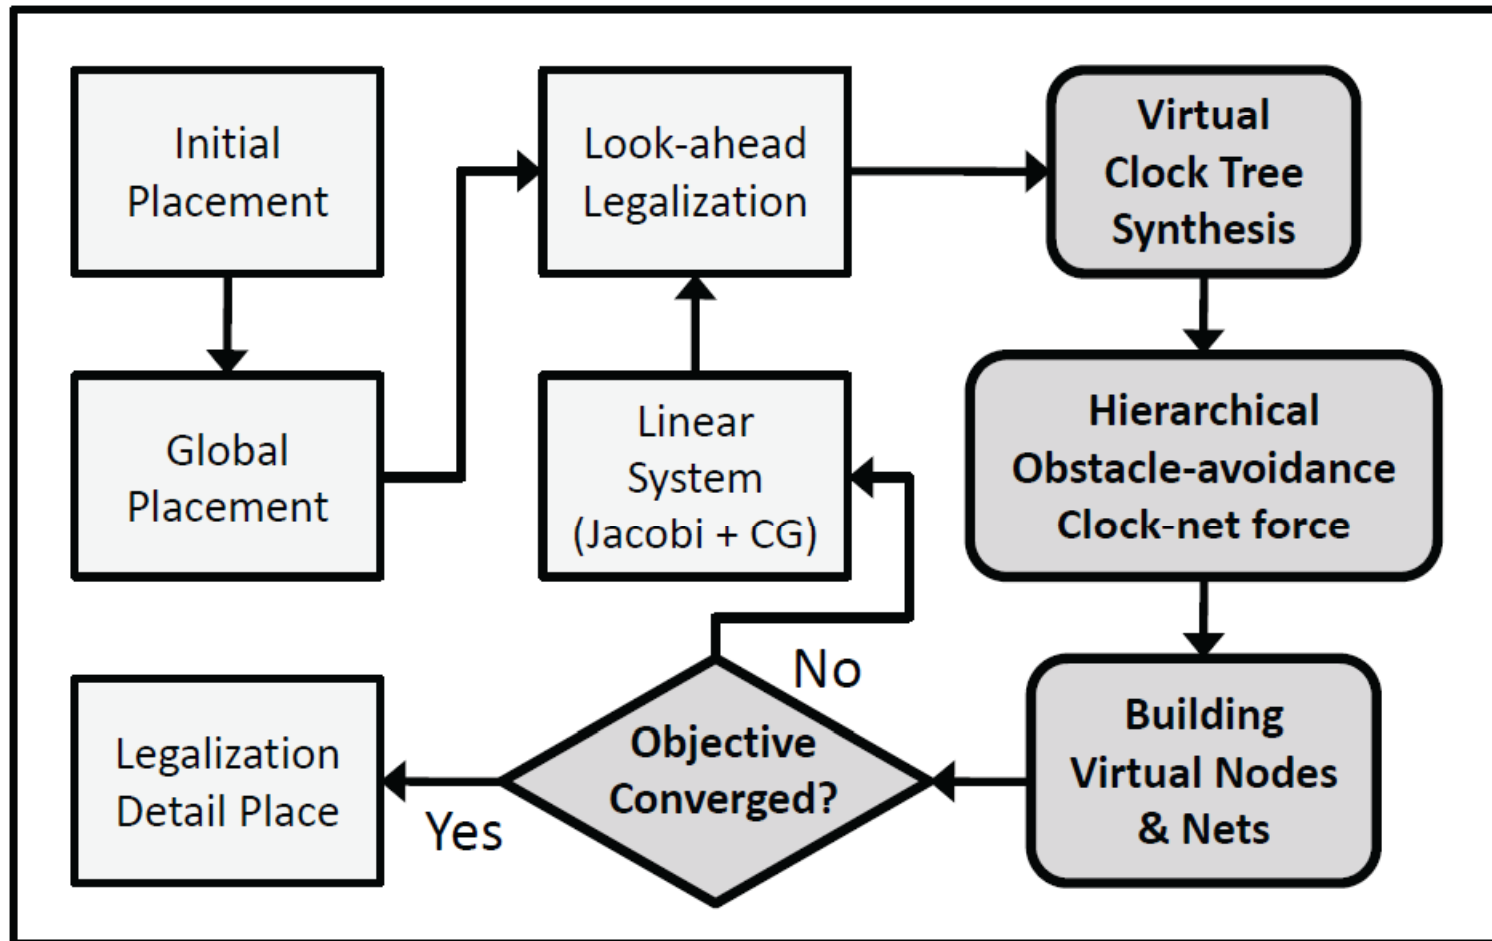 Initial
Placement
Global
Placement
Look-ahead
Legalization
Linear
System
(Jacobi + CG)
Virtual
Clock Tree
Synthesis
Hierarchical
Obstacle-avoidance
Clock-net force
Building
Virtual Nodes
& Nets
Objective
Converged?
No
Yes
Legalization
Detail Place